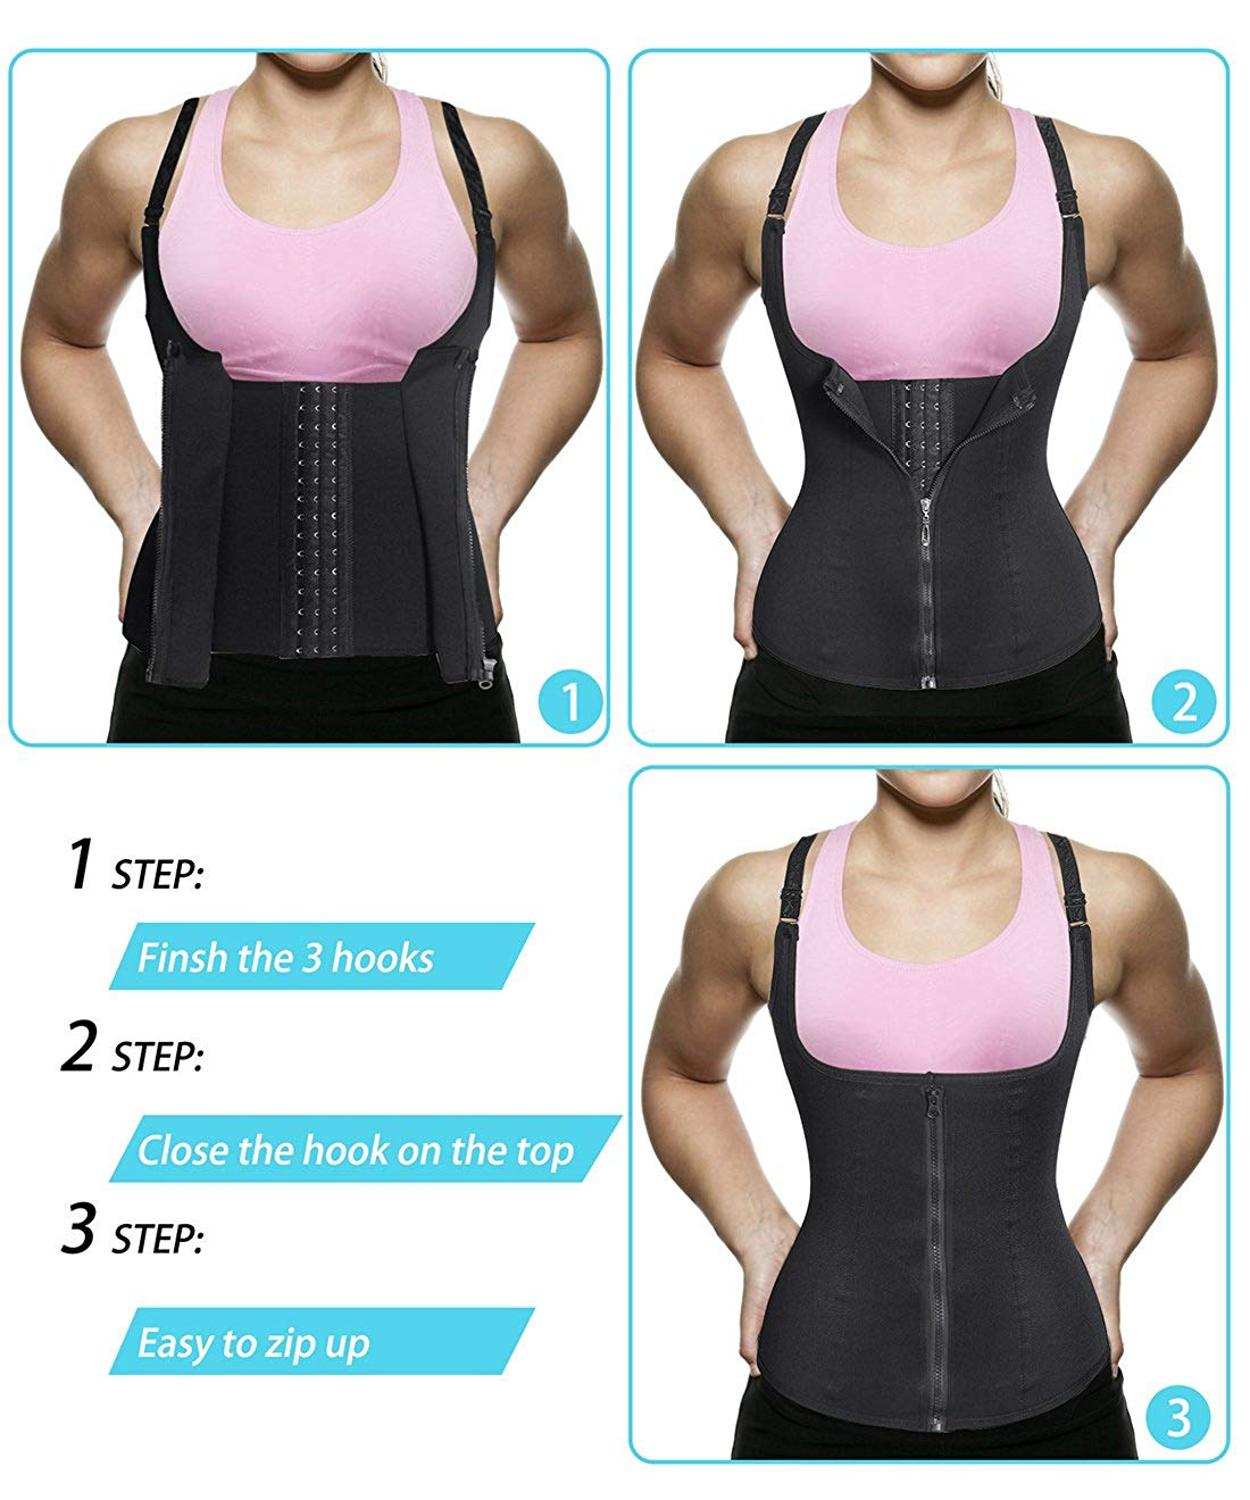 1
2
1 STEP:
Finsh the 3 hooks
2 STEP:
Close the hook on the top
3 STEP:
Easy to zip up
3